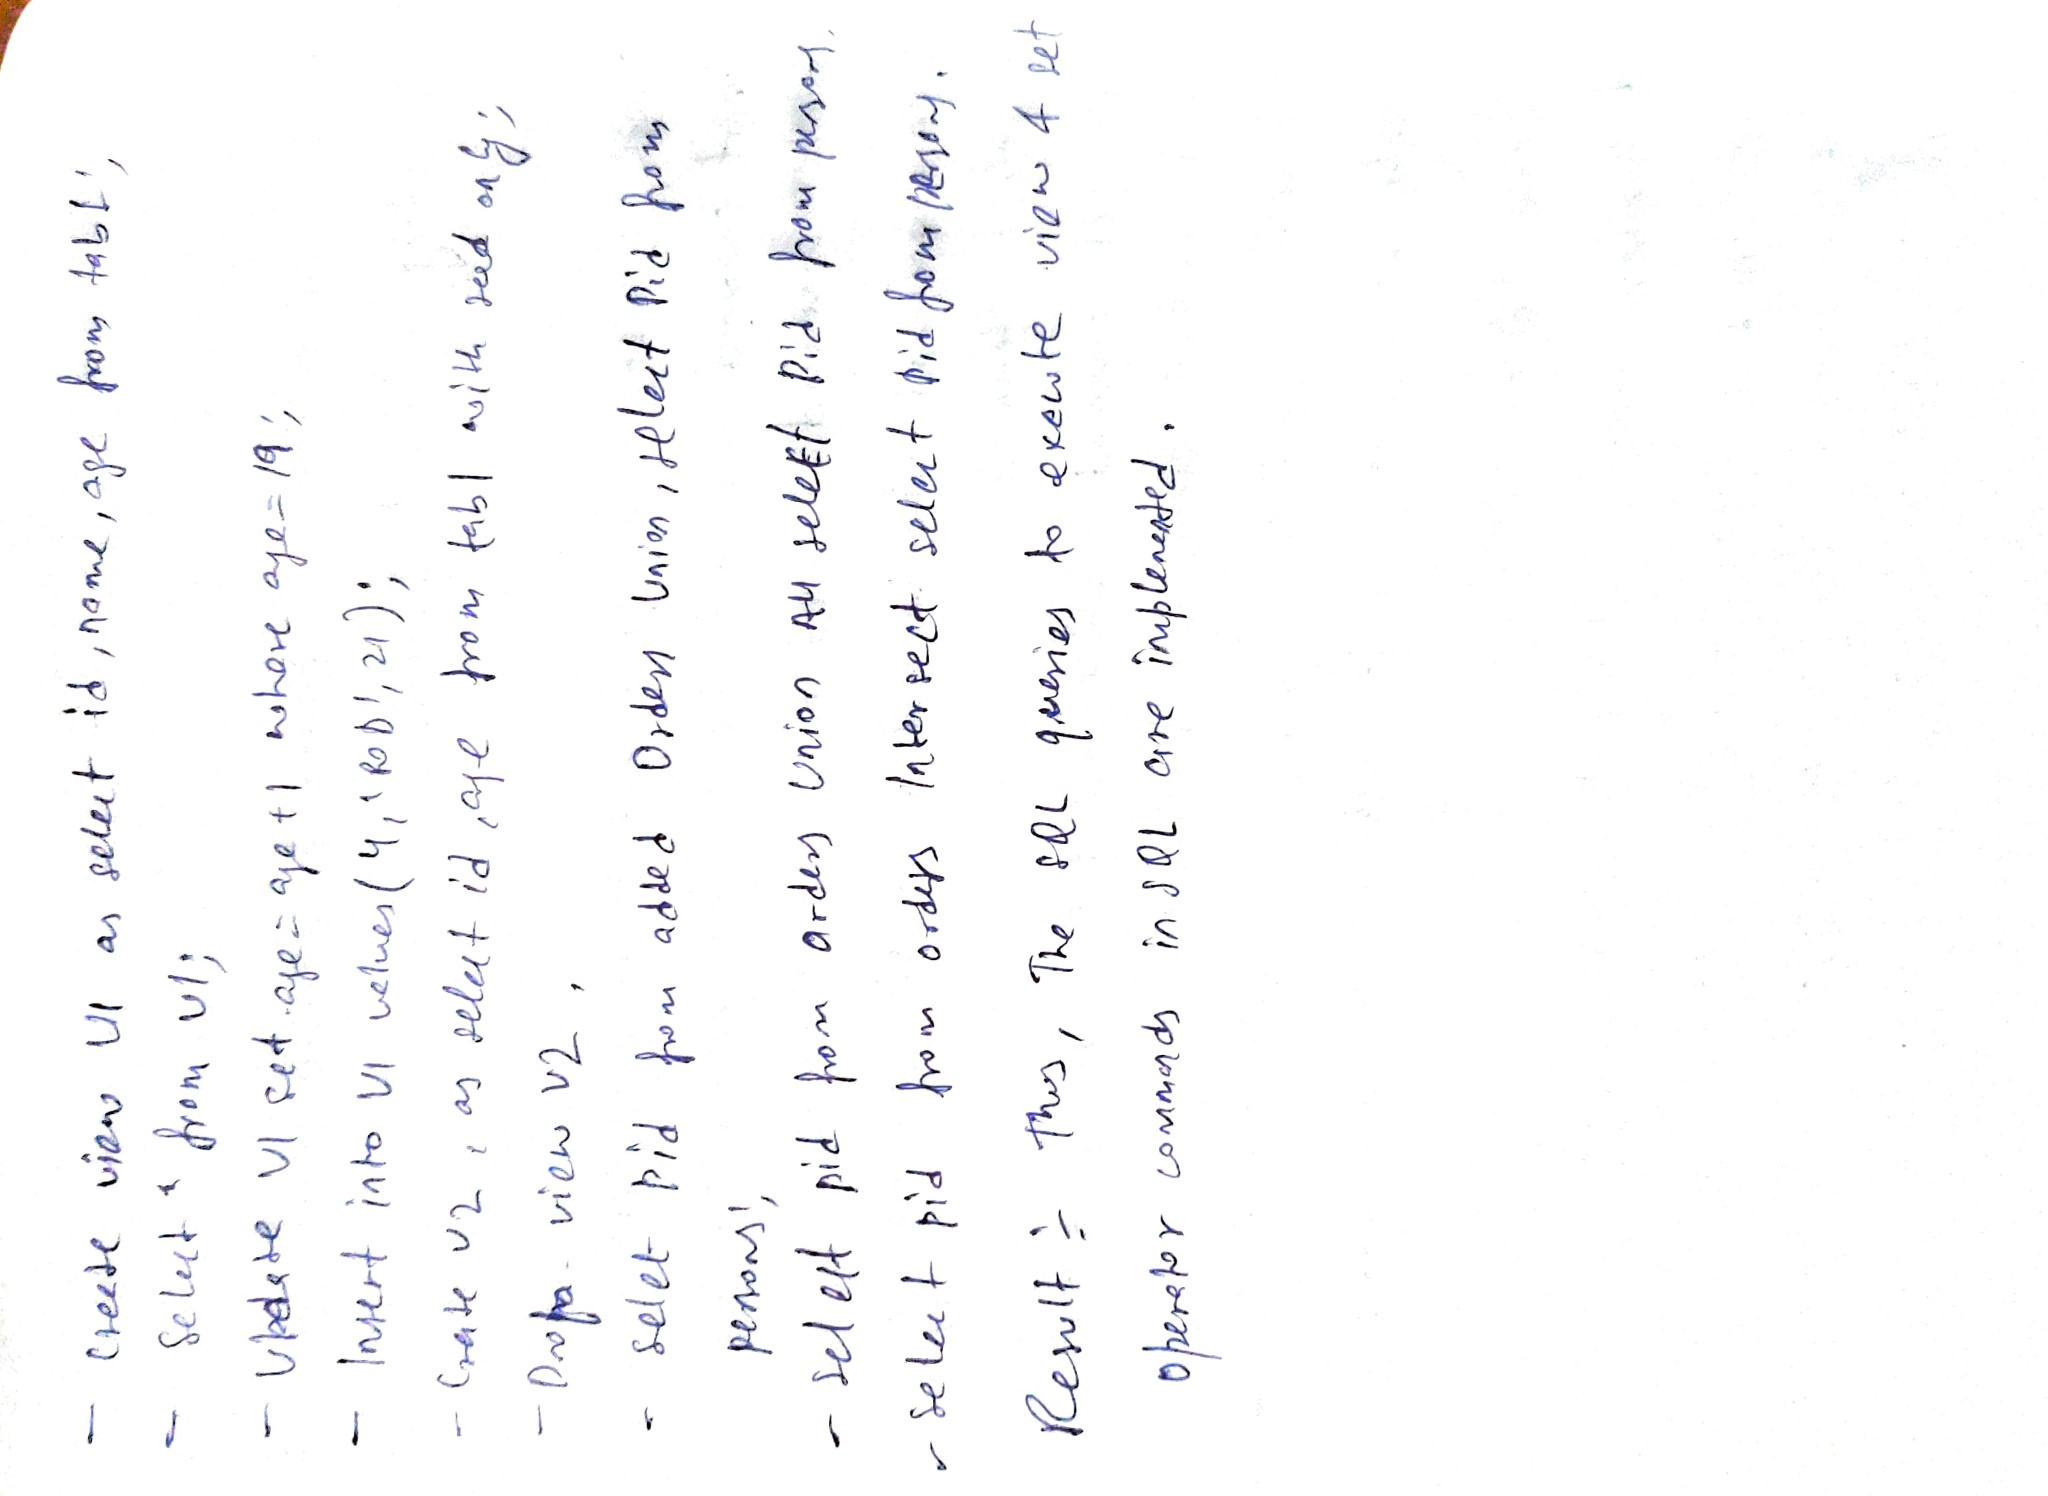 - Create view V1 as select id, name, age from tab1;
- Select * from V1;
- Update V1 set age = age + 1 where age = 19;
- Insert into V1 values (4, 'Rob', 21);
- Create V2, as select id, age from tab1 with read only;
- Drop view V2,
- selet pid from added Orders Union, select Pid from
persons;
- select pid from orders Union All select Pid from persons,
- select pid from orders Intersect select pid from persons.
Result :- Thus, The SQL queries to execute view & set
Operator commands in SQL are implemented.